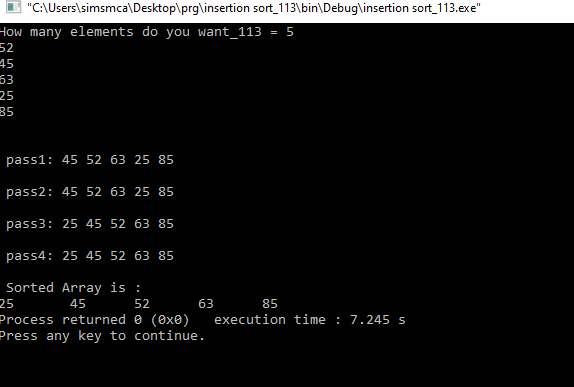 "C:\Users\simsmca\Desktop\prg\insertion sort_113\bin\Debug\insertion sort_113.exe"
How many elements do you want_113 = 5
52
45
63
25
85
pass1: 45 52 63 25 85
pass2: 45 52 63 25 85
pass3: 25 45 52 63 85
pass4: 25 45 52 63 85
Sorted Array is :
25 45 52 63 85
Process returned 0 (0x0) execution time : 7.245 s
Press any key to continue.